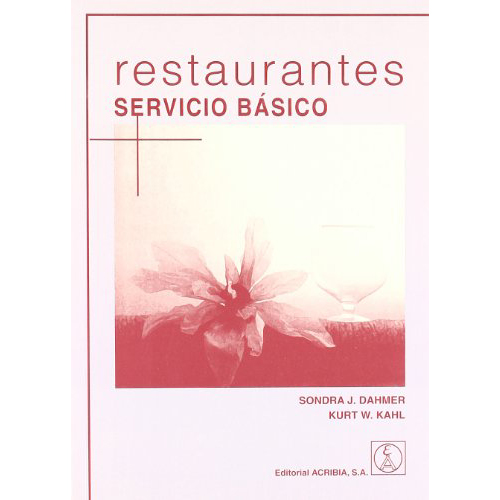 restaurantes
SERVICIO BÁSICO
SONDRA J. DAHMER
KURT W. KAHL
Editorial ACRIBIA, S.A.